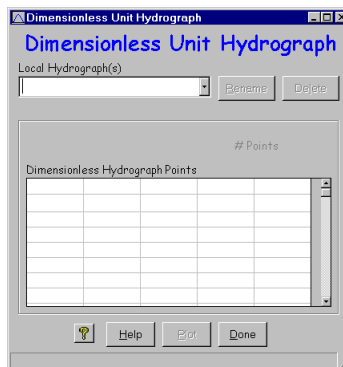 Dimensionless Unit Hydrograph
Dimensionless Unit Hydrograph
Local Hydrograph(s)
Rename Delete
# Points
Dimensionless Hydrograph Points
? Help Plot Done